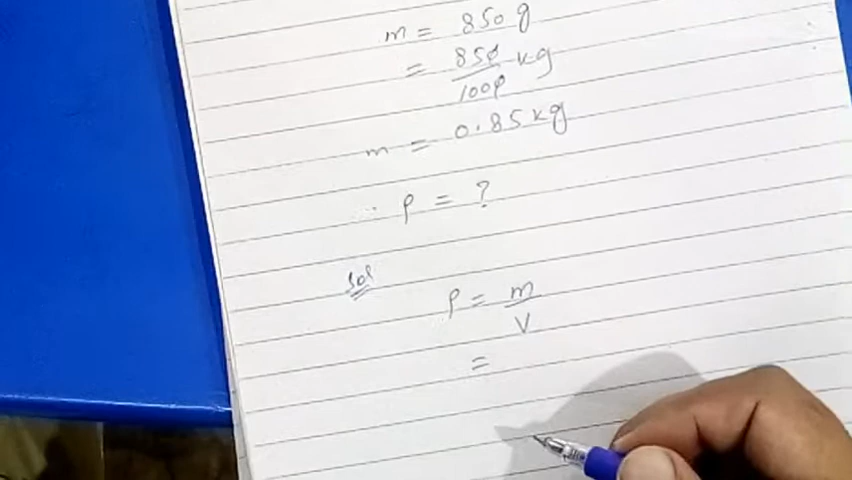 m = 850 g
= 850/1000 kg
m = 0.85 kg
ρ = ?
Sol
ρ = m/V
=